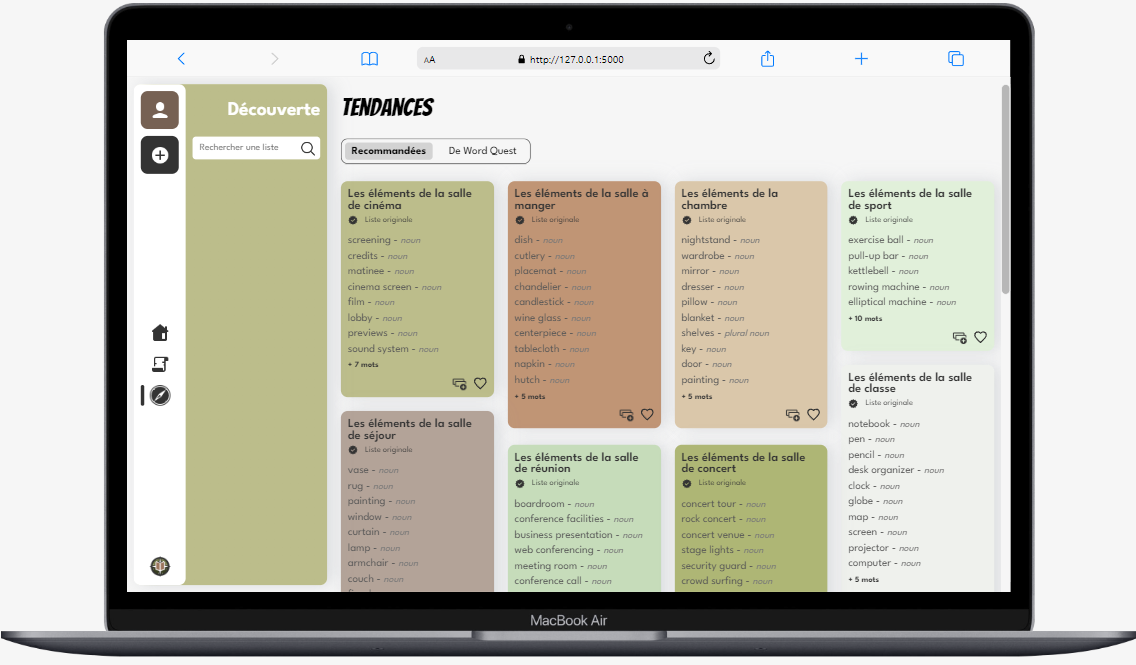 AA
http://127.0.0.1:5000
Découverte
Rechercher une liste
TENDANCES
Recommandées
De Word Quest
Les éléments de la salle
de cinéma
Liste originale
screening - noun
credits - noun
matinee - noun
cinema screen - noun
film - noun
lobby - noun
previews - noun
sound system - noun
+ 7 mots
Les éléments de la salle
de séjour
Liste originale
vase - noun
rug - noun
painting - noun
window - noun
curtain - noun
lamp - noun
armchair - noun
couch - noun
Les éléments de la salle à
manger
Liste originale
dish - noun
cutlery - noun
placemat - noun
chandelier - noun
candlestick - noun
wine glass - noun
centerpiece - noun
tablecloth - noun
napkin - noun
hutch - noun
+ 5 mots
Les éléments de la salle
de réunion
Liste originale
boardroom - noun
conference facilities - noun
business presentation - noun
web conferencing - noun
meeting room - noun
conference call - noun
Les éléments de la
chambre
Liste originale
nightstand - noun
wardrobe - noun
mirror - noun
dresser - noun
pillow - noun
blanket - noun
shelves - plural noun
key - noun
door - noun
painting - noun
+ 5 mots
Les éléments de la salle
de concert
Liste originale
concert tour - noun
rock concert - noun
concert venue - noun
stage lights - noun
security guard - noun
crowd surfing - noun
Les éléments de la salle
de sport
Liste originale
exercise ball - noun
pull-up bar - noun
kettlebell - noun
rowing machine - noun
elliptical machine - noun
+ 10 mots
Les éléments de la salle
de classe
Liste originale
notebook - noun
pen - noun
pencil - noun
desk organizer - noun
clock - noun
globe - noun
map - noun
screen - noun
projector - noun
computer - noun
+ 5 mots
MacBook Air